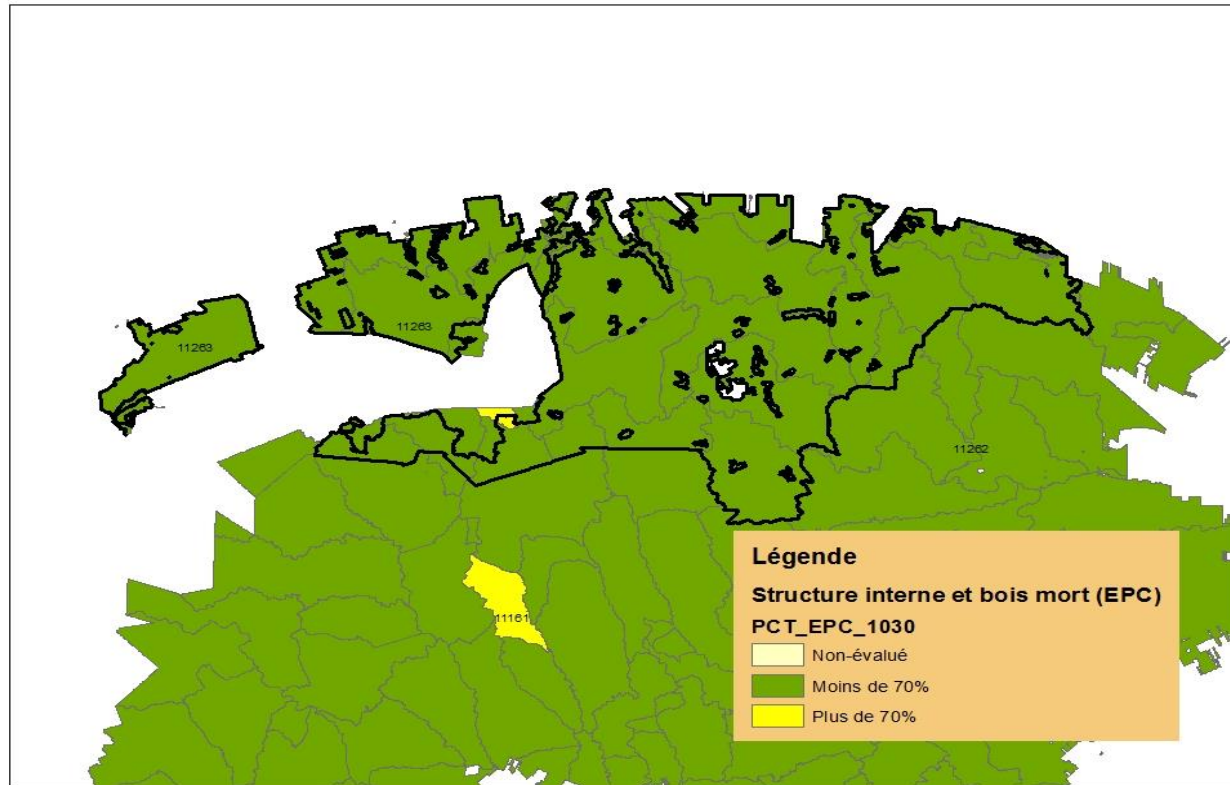 11263
11263
11262
11161
Légende
Structure interne et bois mort (EPC)
PCT_EPC_1030
Non-évalué
Moins de 70%
Plus de 70%